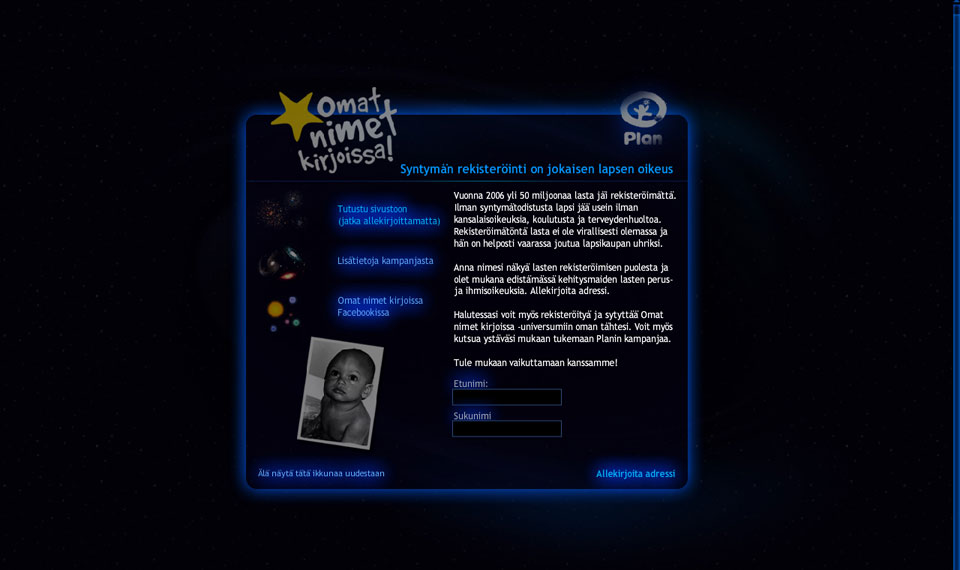 Omat
nimet
kirjoissa!
Plan
Syntymän rekisteröinti on jokaisen lapsen oikeus
Tutustu sivustoon
(jatka allekirjoittamatta)
Lisätietoja kampanjasta
Omat nimet kirjoissa
Facebookissa
Vuonna 2006 yli 50 miljoonaa lasta jäi rekisteröimättä.
Ilman syntymätodistusta lapsi jää usein ilman
kansalaisoikeuksia, koulutusta ja terveydenhuoltoa.
Rekisteröimätöntä lasta ei ole virallisesti olemassa ja
hän on helposti vaarassa joutua lapsikaupan uhriksi.
Anna nimesi näkyä lasten rekisteröimisen puolesta ja
olet mukana edistämässä kehitysmaiden lasten perus-
ja ihmisoikeuksia. Allekirjoita adressi.
Halutessasi voit myös rekisteröityä ja sytyttää Omat
nimet kirjoissa -universumiin oman tähtesi. Voit myös
kutsua ystäväsi mukaan tukemaan Planin kampanjaa.
Tule mukaan vaikuttamaan kanssamme!
Etunimi:
Sukunimi
Älä näytä tätä ikkunaa uudestaan
Allekirjoita adressi